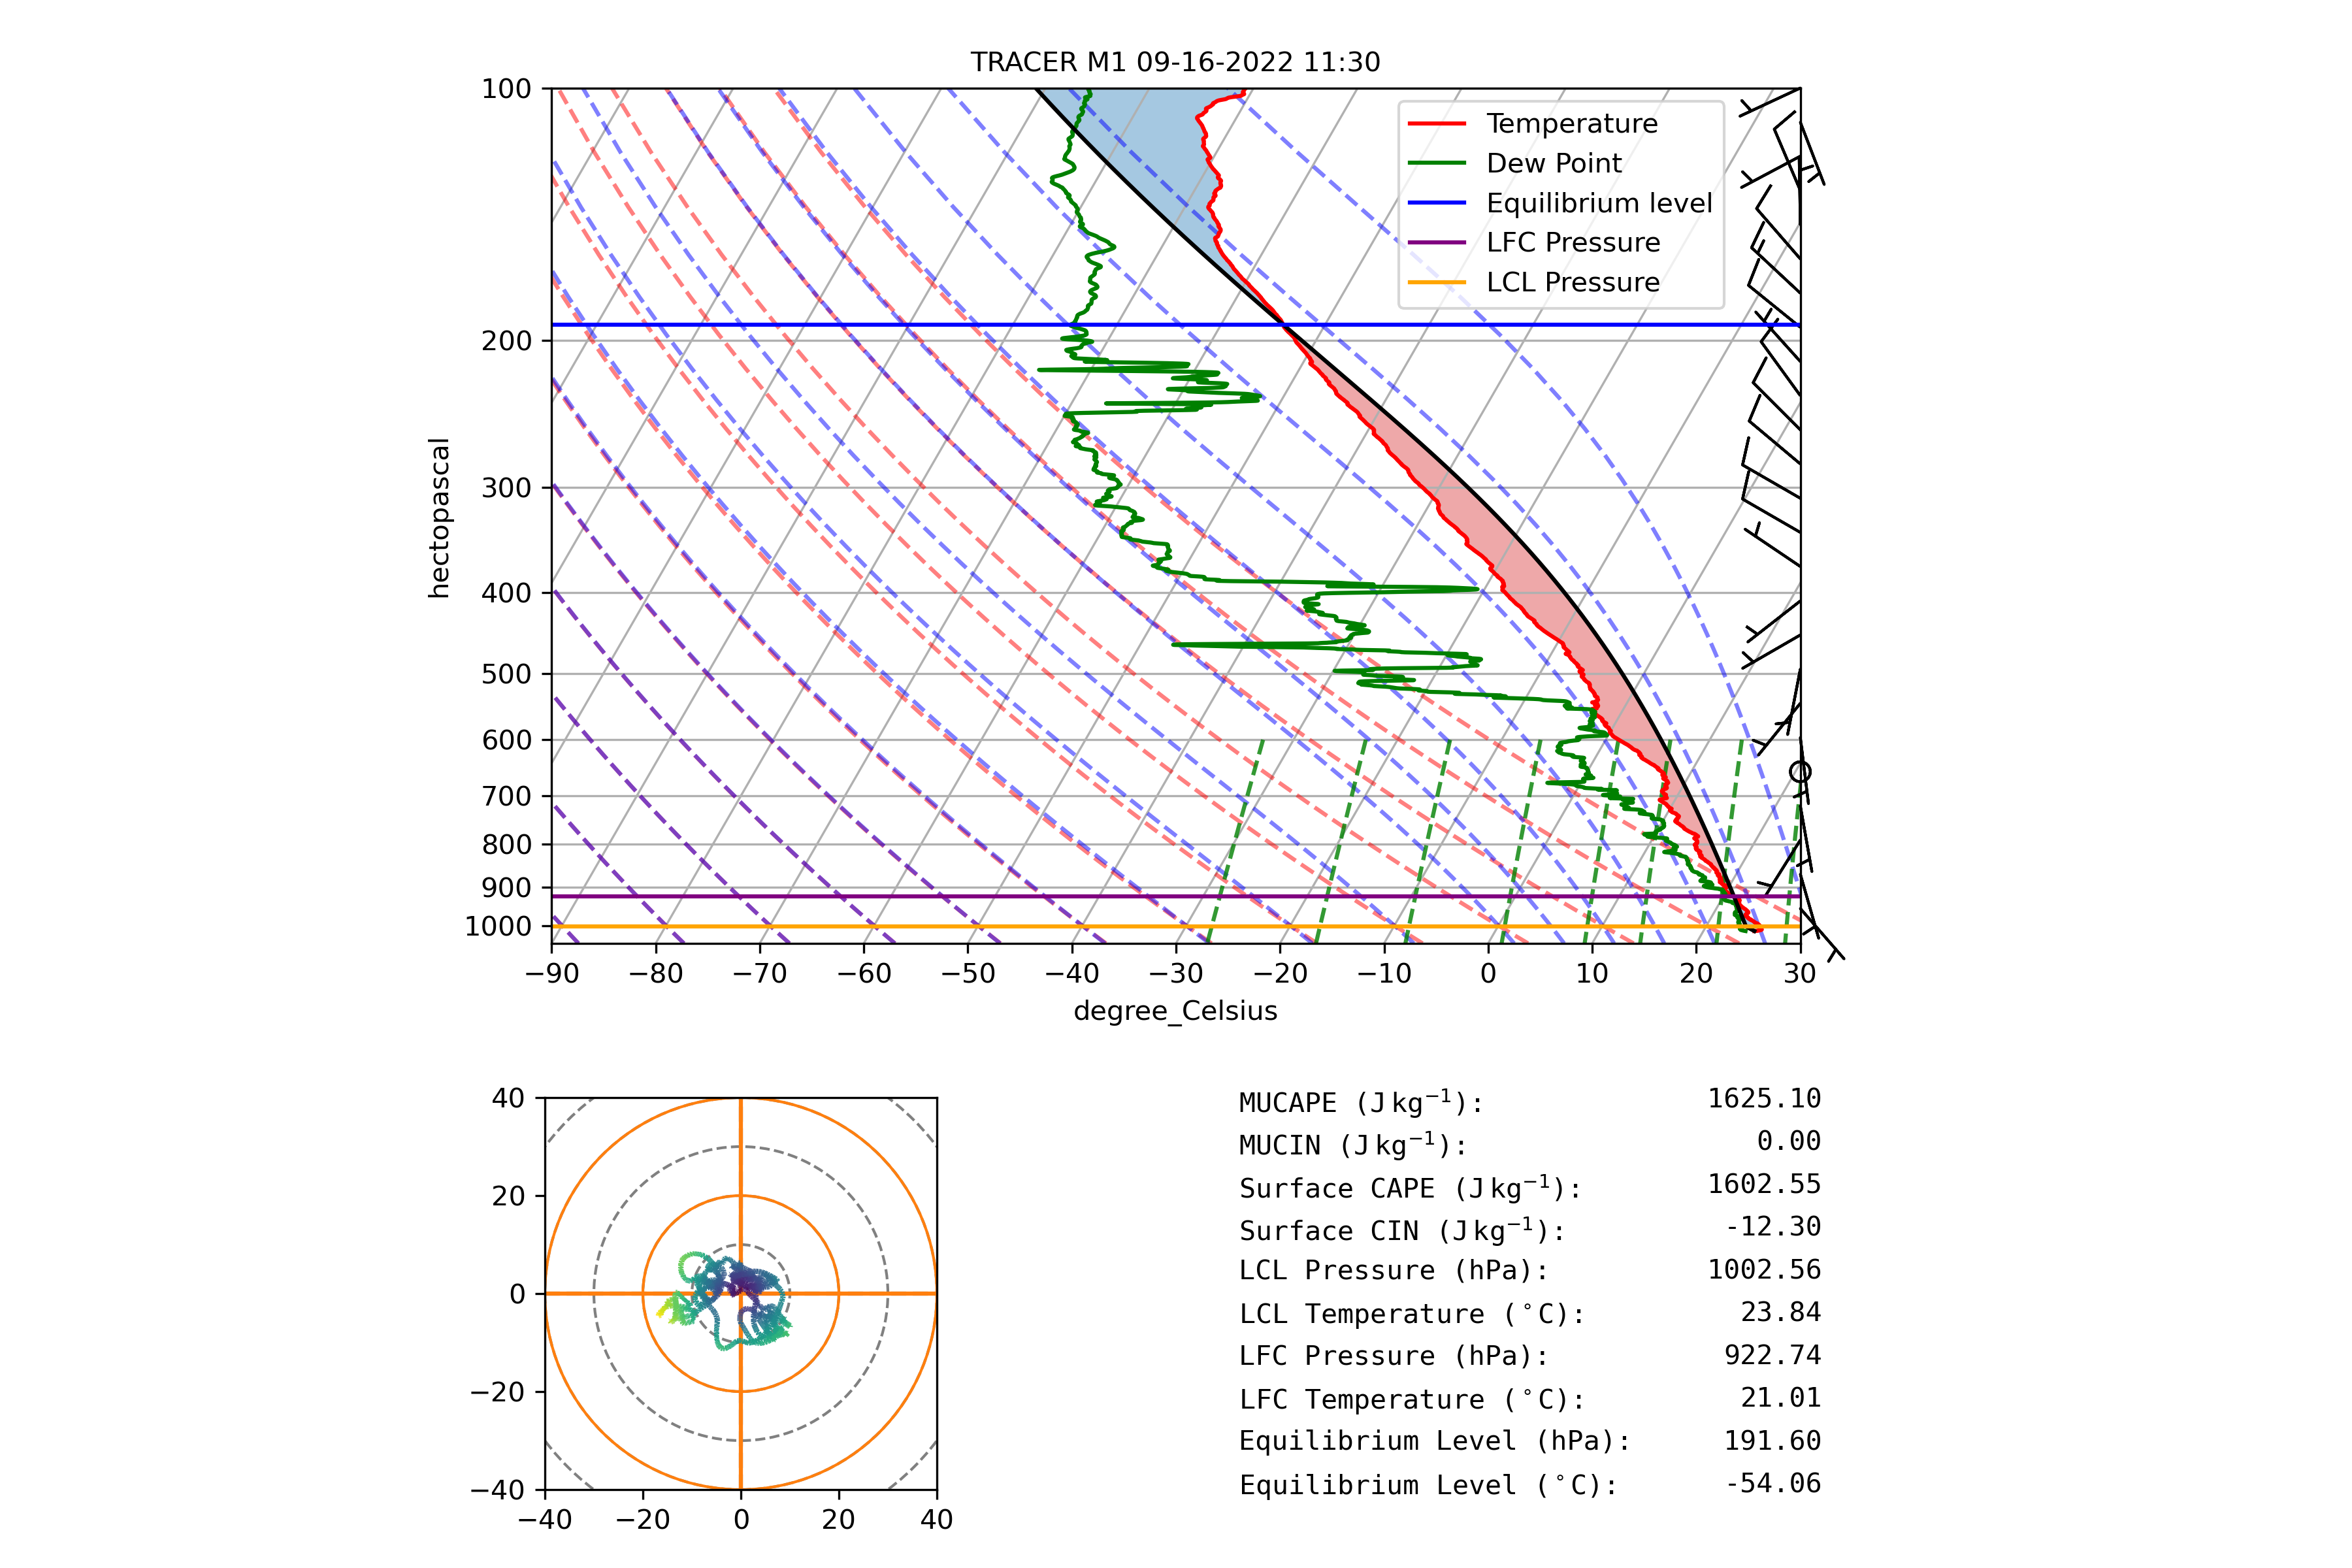 TRACER M1 09-16-2022 11:30
100
200
300
400
500
600
700
800
900
1000
hectopascal
Temperature
Dew Point
Equilibrium level
LFC Pressure
LCL Pressure
−90 −80 −70 −60 −50 −40 −30 −20 −10 0 10 20 30
degree_Celsius
40
20
0
−20
−40
−40 −20 0 20 40
MUCAPE (J kg⁻¹): 1625.10
MUCIN (J kg⁻¹): 0.00
Surface CAPE (J kg⁻¹): 1602.55
Surface CIN (J kg⁻¹): -12.30
LCL Pressure (hPa): 1002.56
LCL Temperature (°C): 23.84
LFC Pressure (hPa): 922.74
LFC Temperature (°C): 21.01
Equilibrium Level (hPa): 191.60
Equilibrium Level (°C): -54.06